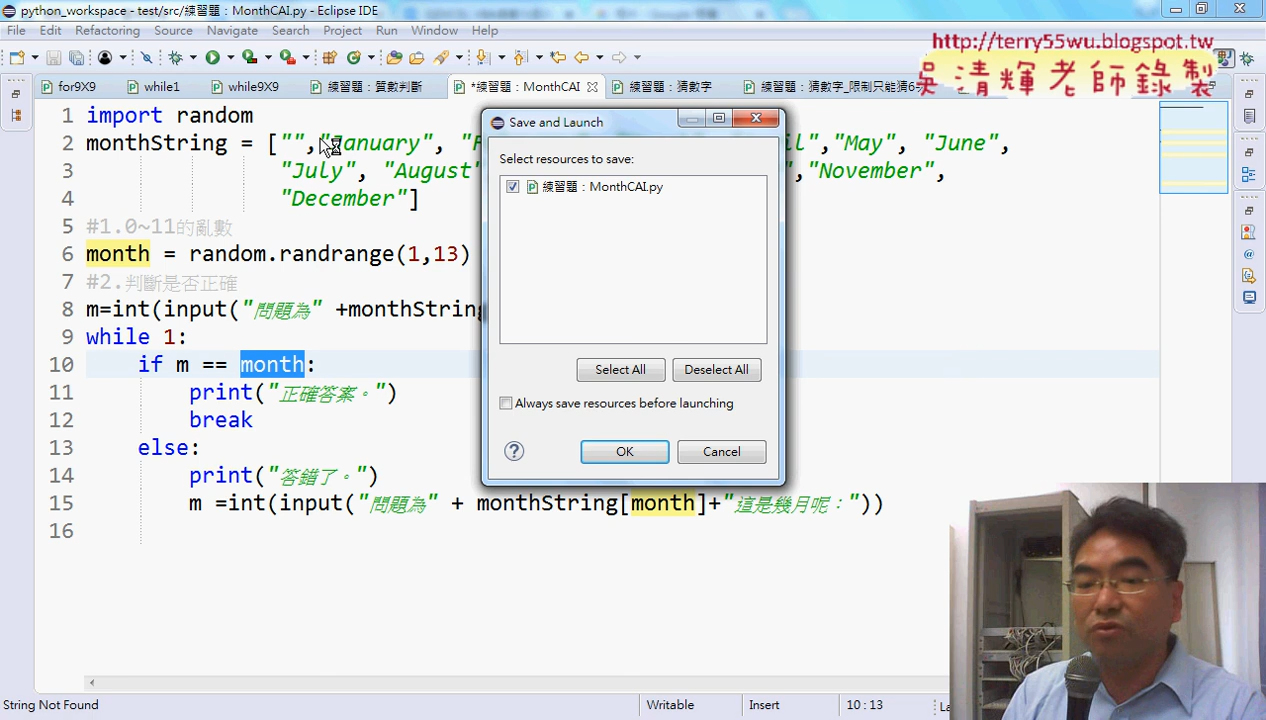 python_workspace - test/src/練習題：MonthCAI.py - Eclipse IDE
File Edit Refactoring Source Navigate Search Project Run Window Help
http://terry55wu.blogspot.tw
吳清輝老師錄製
for9X9 while1 while9X9 練習題：質數判斷 *練習題：MonthCAI 練習題：猜數字 練習題：猜數字_限制只能猜6
1 import random
2 monthString = ["", "January", "il","May", "June",
3 "July", "August" ,"November",
4 "December"]
5 #1.0~11的亂數
6 month = random.randrange(1,13)
7 #2.判斷是否正確
8 m=int(input("問題為" +monthString
9 while 1:
10 if m == month:
11 print("正確答案。")
12 break
13 else:
14 print("答錯了。")
15 m =int(input("問題為" + monthString[month]+"這是幾月呢："))
16
Save and Launch
Select resources to save:
練習題：MonthCAI.py
Select All Deselect All
Always save resources before launching
OK Cancel
String Not Found Writable Insert 10 : 13